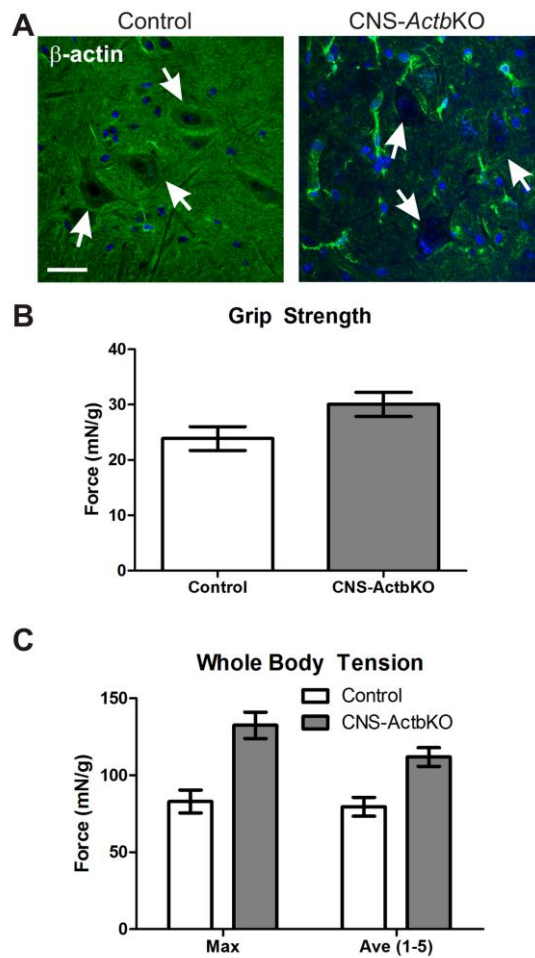 A
Control
CNS-ActbKO
β-actin
B
Grip Strength
Force (mN/g)
40
30
20
10
0
Control
CNS-ActbKO
C
Whole Body Tension
Control
CNS-ActbKO
Force (mN/g)
150
100
50
0
Max
Ave (1-5)